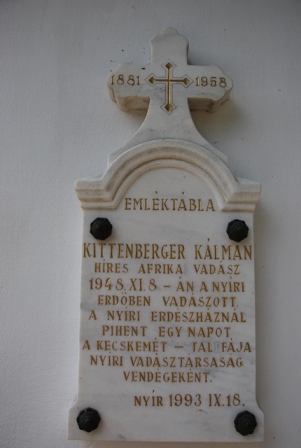 1881 1958
EMLÉKTÁBLA
KITTENBERGER KÁLMÁN
HIRES AFRIKA VADÁSZ
1948.XI.8 – ÁN A NYÍRI
ERDŐBEN VADÁSZOTT.
A NYÍRI ERDÉSZHÁZNÁL
PIHENT EGY NAPOT
A KECSKEMÉT – TAL FÁJA
NYÍRI VADÁSZTÁRSASÁG
VENDÉGEKÉNT.
NYÍR 1993 IX.18.